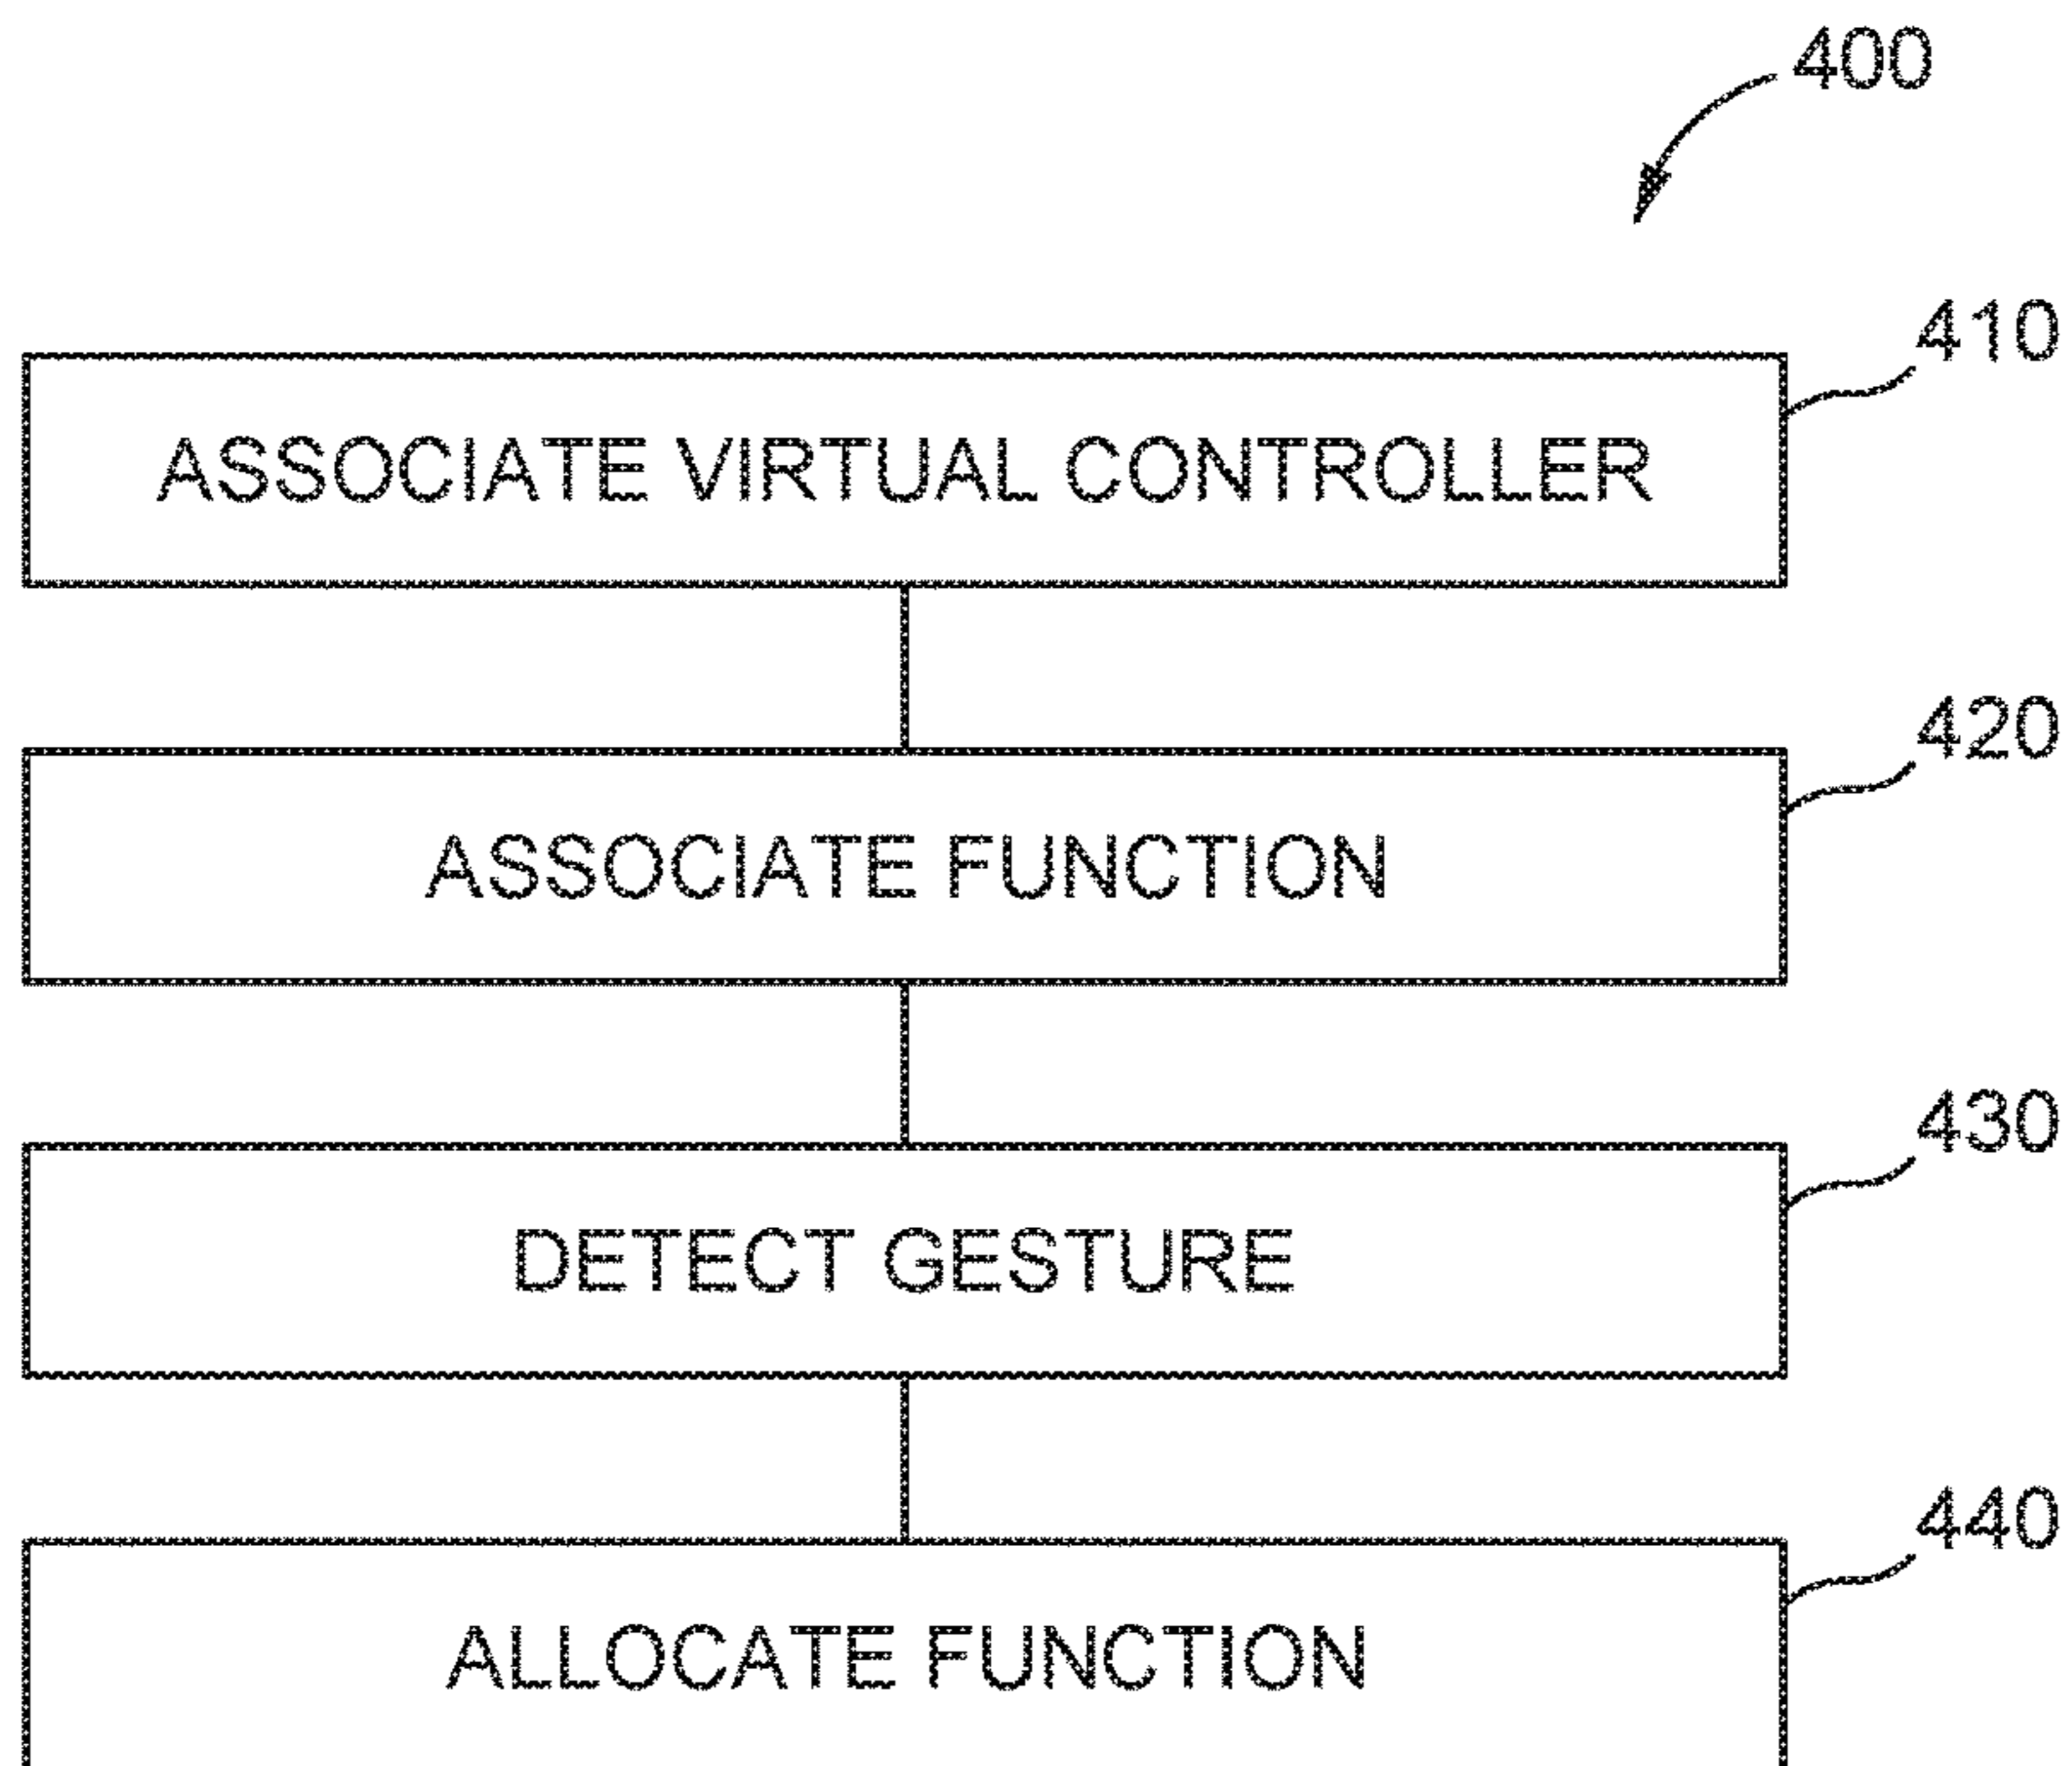 400
410
ASSOCIATE VIRTUAL CONTROLLER
420
ASSOCIATE FUNCTION
430
DETECT GESTURE
440
ALLOCATE FUNCTION